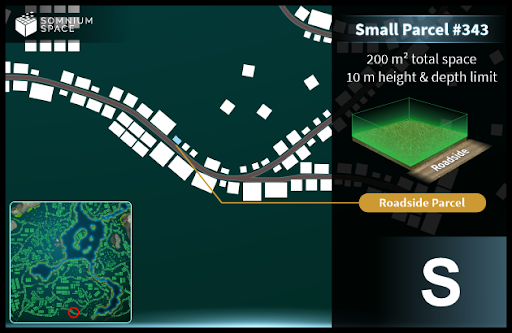 SOMNIUM
SPACE
Small Parcel #343
200 m² total space
10 m height & depth limit
Roadside
Roadside Parcel
S